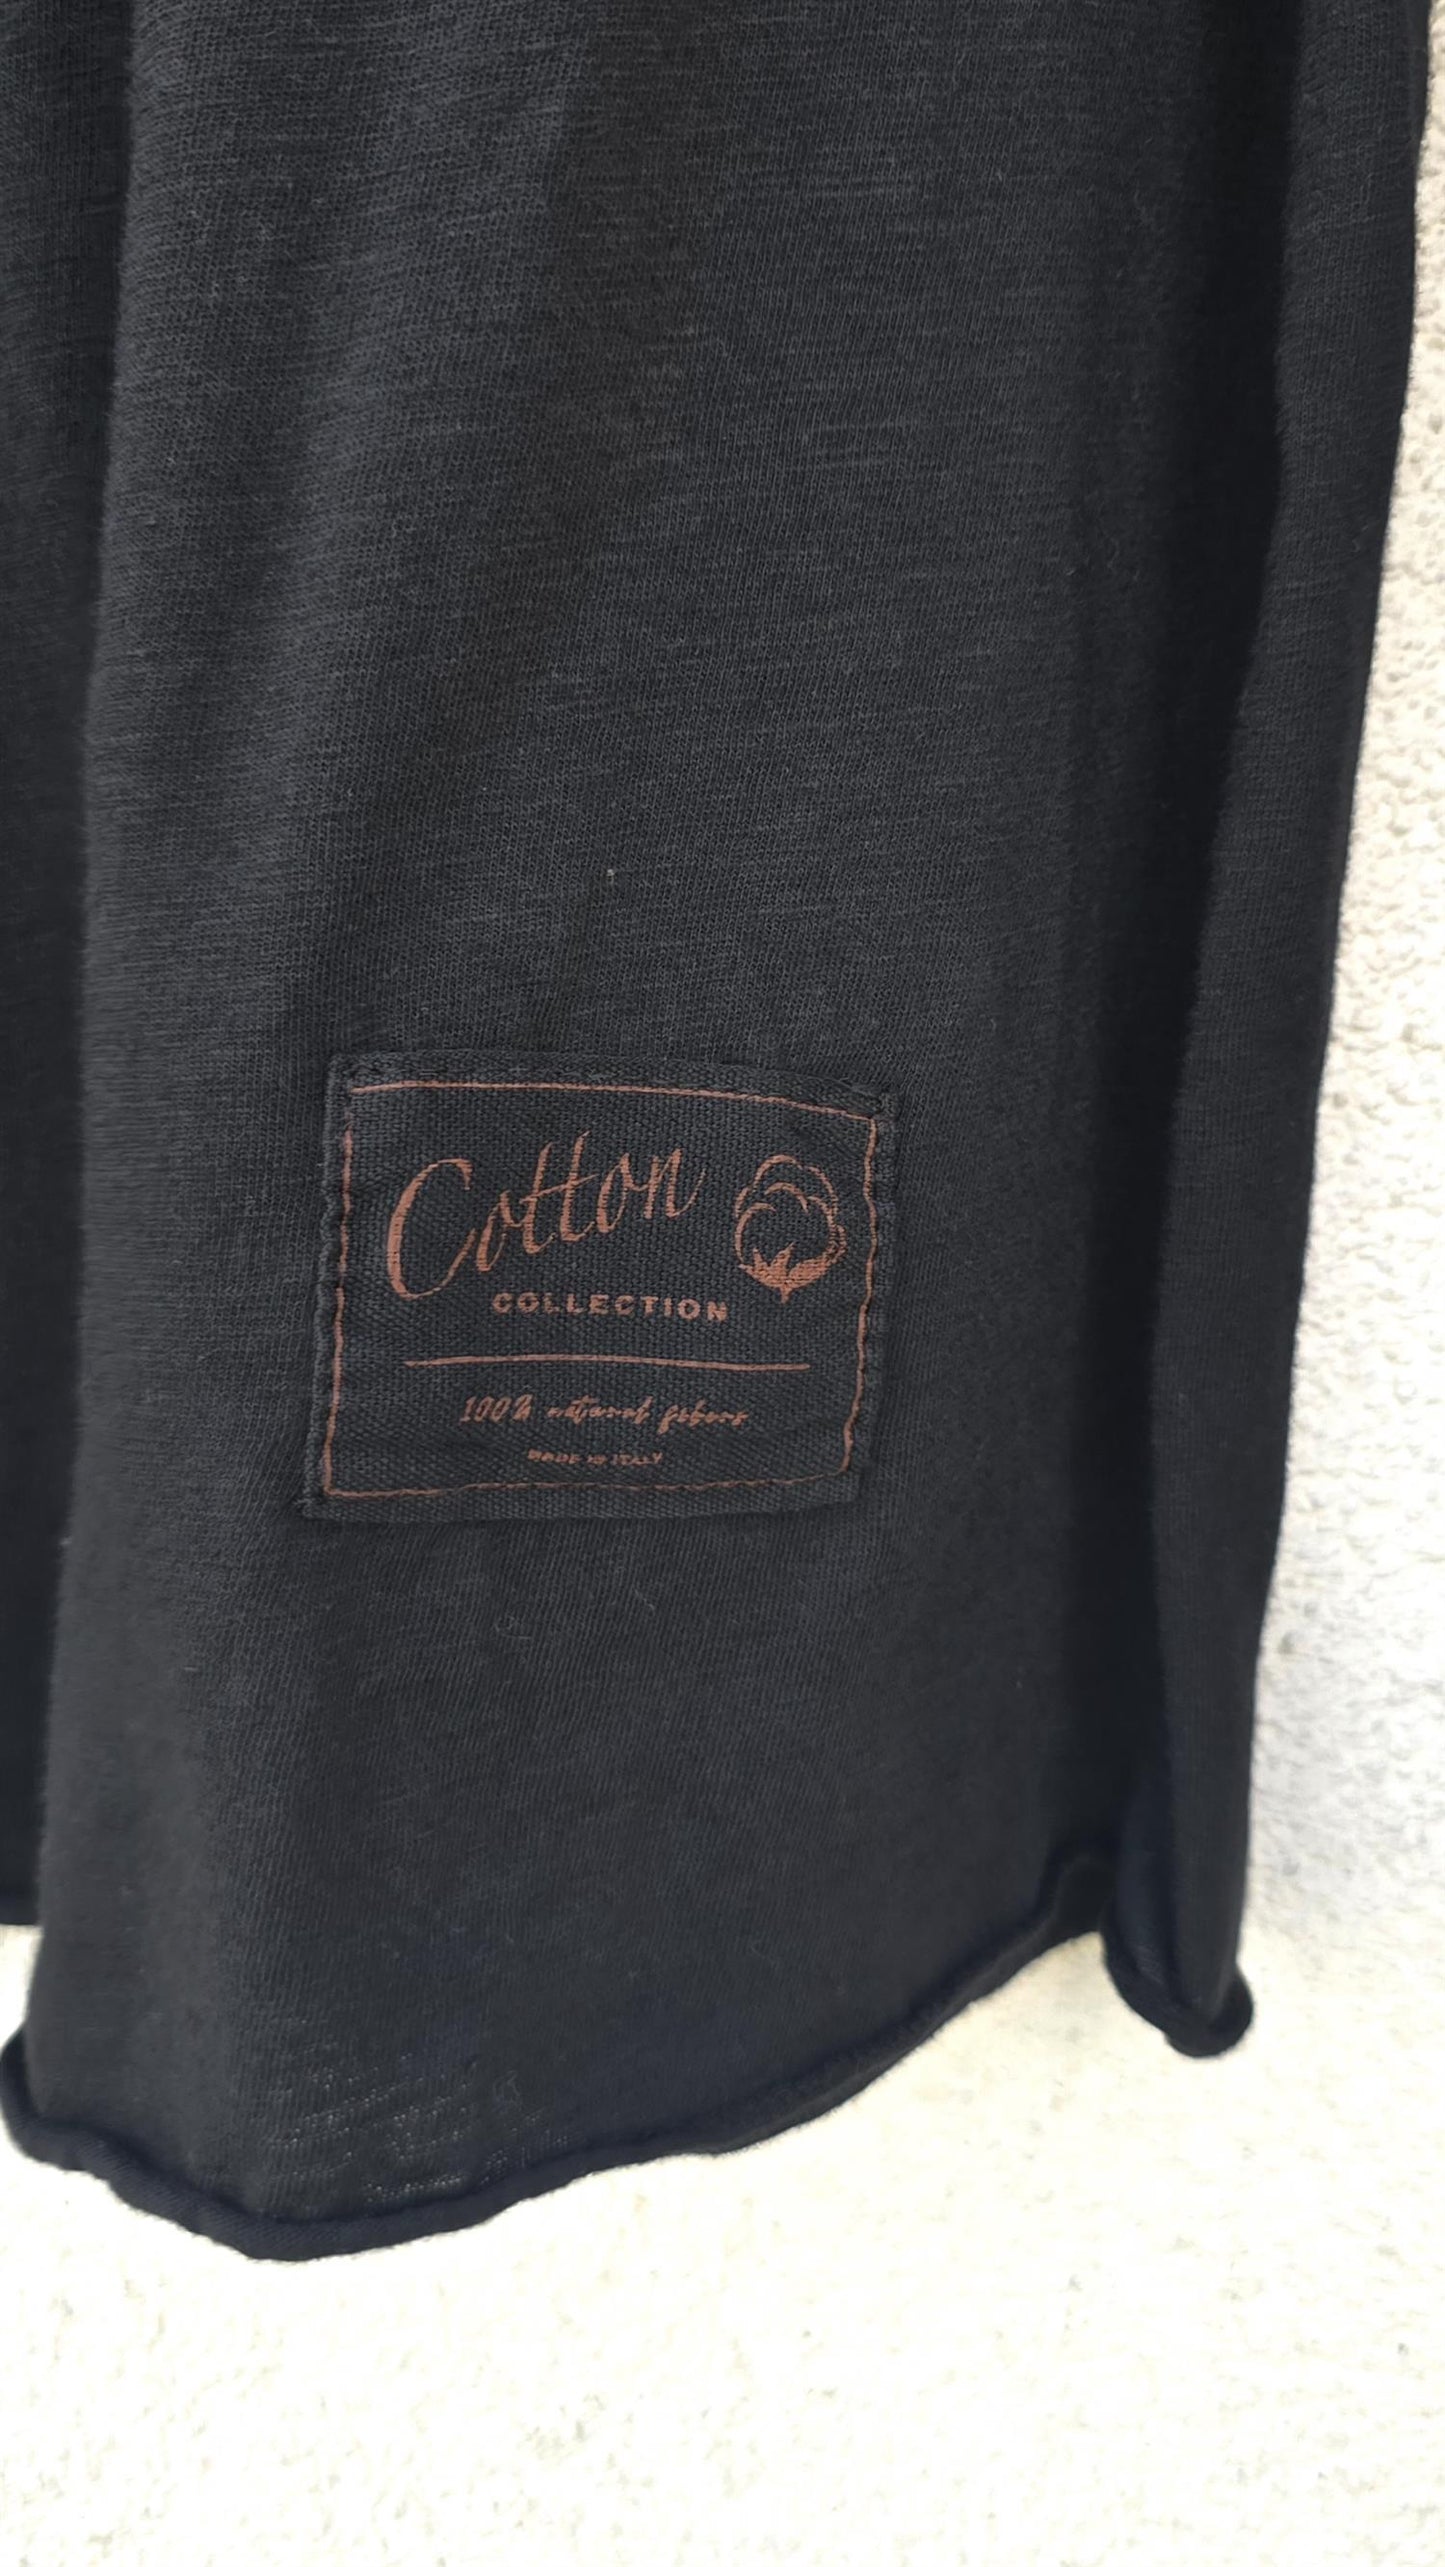 Cotton
COLLECTION
100% natural fibers
MADE IN ITALY